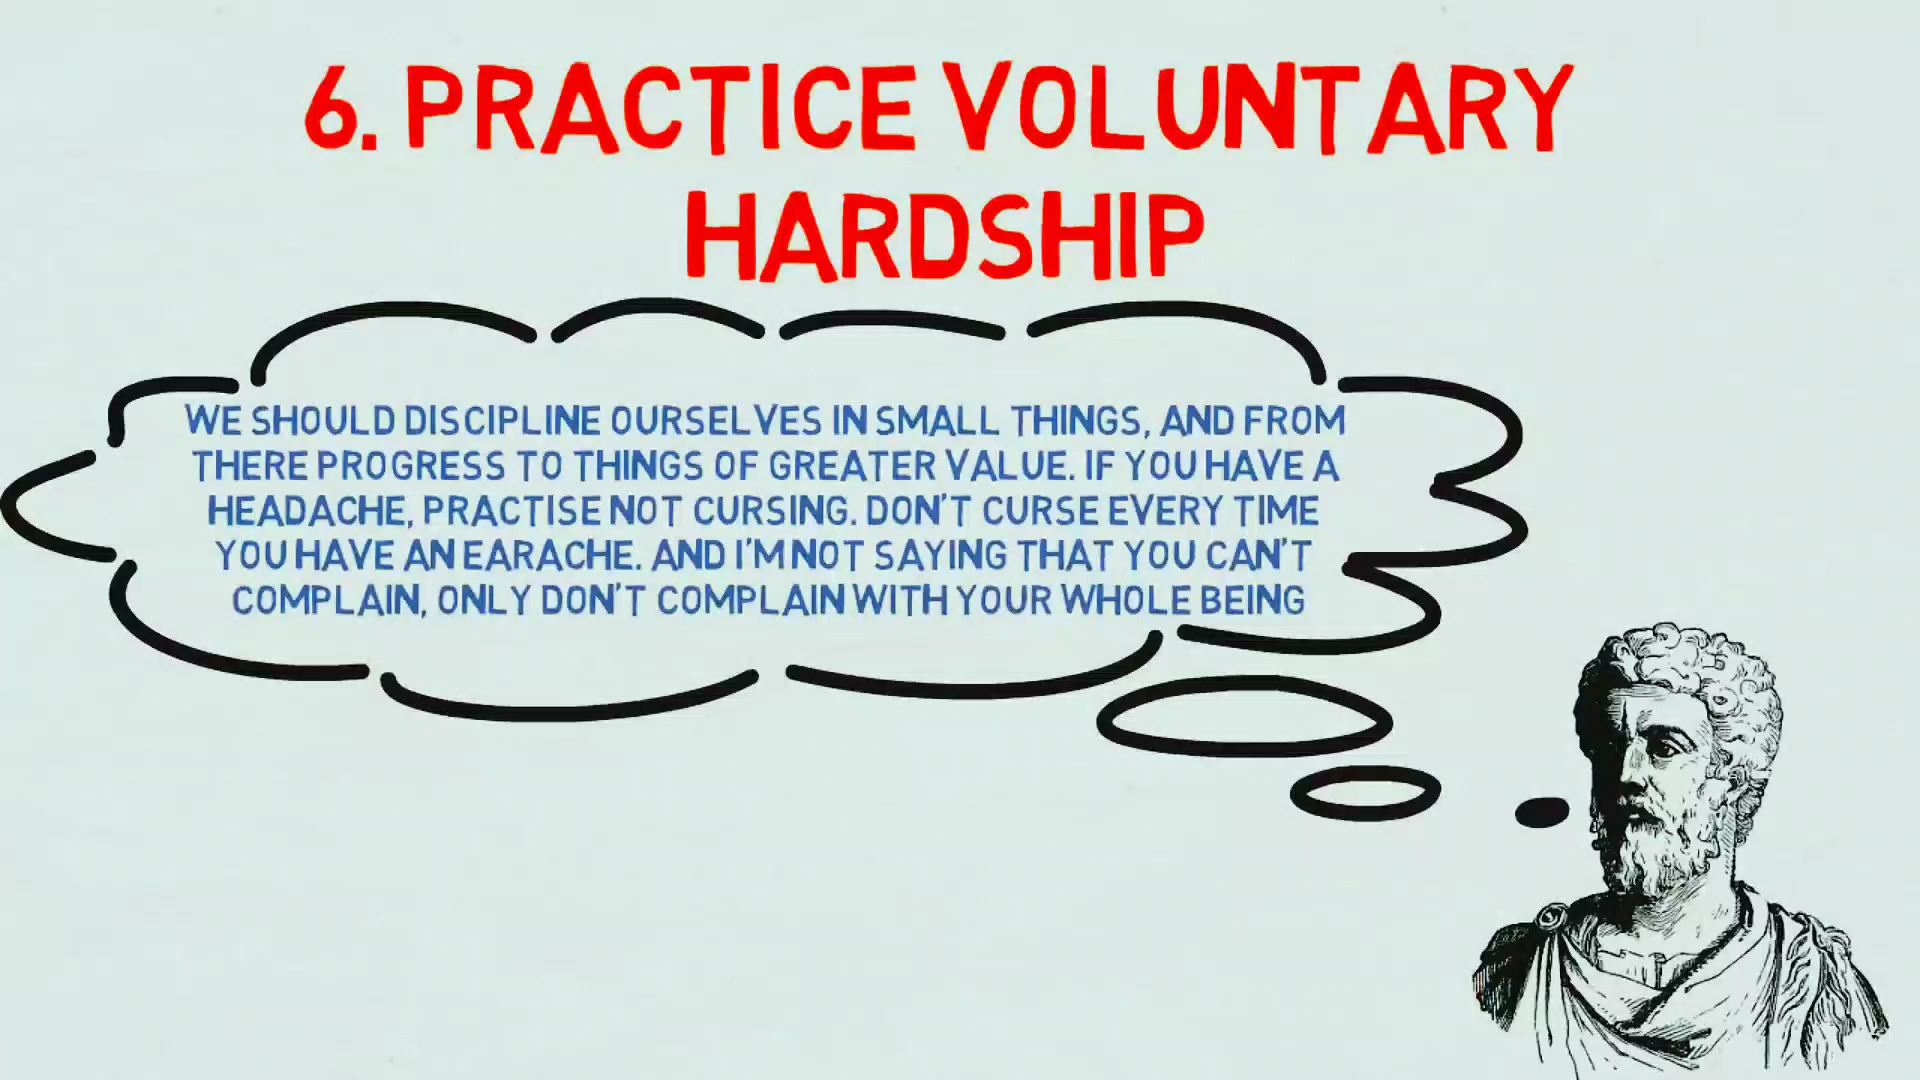 6. PRACTICE VOLUNTARY
HARDSHIP
WE SHOULD DISCIPLINE OURSELVES IN SMALL THINGS, AND FROM
THERE PROGRESS TO THINGS OF GREATER VALUE. IF YOU HAVE A
HEADACHE, PRACTISE NOT CURSING. DON'T CURSE EVERY TIME
YOU HAVE AN EARACHE. AND I'M NOT SAYING THAT YOU CAN'T
COMPLAIN, ONLY DON'T COMPLAIN WITH YOUR WHOLE BEING